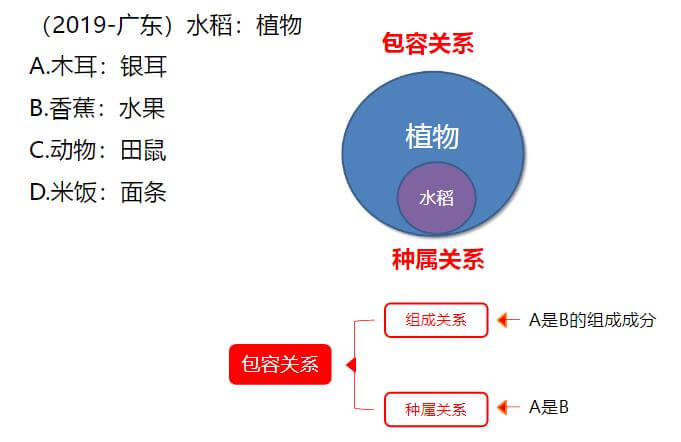 （2019-广东）水稻：植物
A.木耳：银耳
B.香蕉：水果
C.动物：田鼠
D.米饭：面条
包容关系
植物
水稻
种属关系
包容关系
组成关系
A是B的组成成分
种属关系
A是B